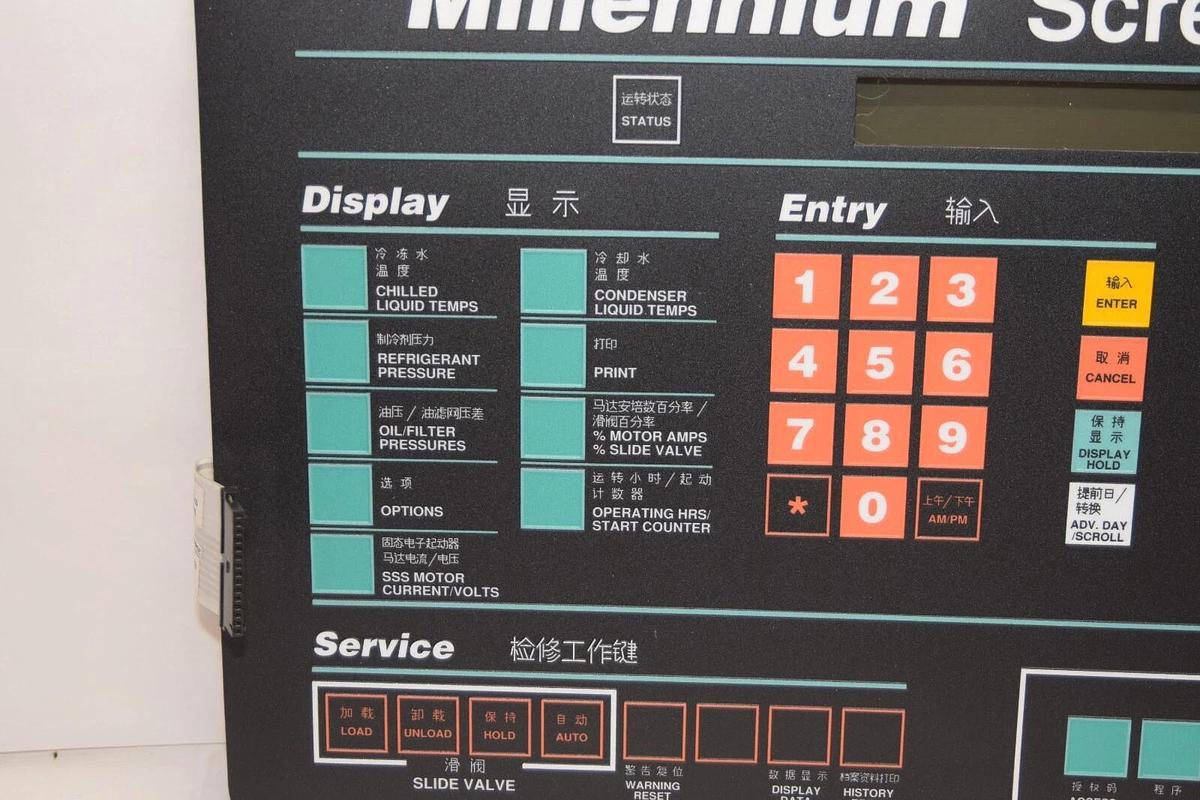 Millennium Scre
运转状态
STATUS
Display 显示
冷冻水
温度
CHILLED
LIQUID TEMPS
冷却水
温度
CONDENSER
LIQUID TEMPS
制冷剂压力
REFRIGERANT
PRESSURE
打印
PRINT
油压/油滤网压差
OIL/FILTER
PRESSURES
马达安培数百分率/
滑阀百分率
% MOTOR AMPS
% SLIDE VALVE
选项
OPTIONS
运转小时/起动
计数器
OPERATING HRS/
START COUNTER
固态电子起动器
马达电流/电压
SSS MOTOR
CURRENT/VOLTS
Entry 输入
1 2 3
4 5 6
7 8 9
* 0 上午/下午
AM/PM
输入
ENTER
取消
CANCEL
保持
显示
DISPLAY
HOLD
提前日/
转换
ADV. DAY
/SCROLL
Service 检修工作键
加载
LOAD
卸载
UNLOAD
保持
HOLD
自动
AUTO
滑阀
SLIDE VALVE
警告复位
WARNING
RESET
数据显示
DISPLAY
DATA
档案资料打印
HISTORY
授权码
程序